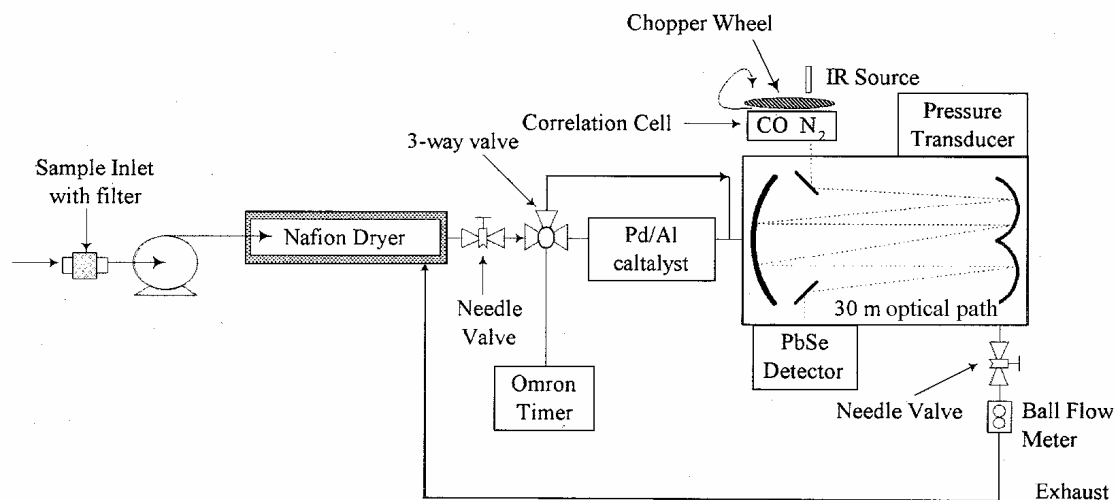 Chopper Wheel
IR Source
Pressure
Transducer
Correlation Cell
CO N₂
3-way valve
Sample Inlet
with filter
Nafion Dryer
Pd/Al
caltalyst
Needle
Valve
30 m optical path
PbSe
Detector
Omron
Timer
Needle Valve
Ball Flow
Meter
Exhaust